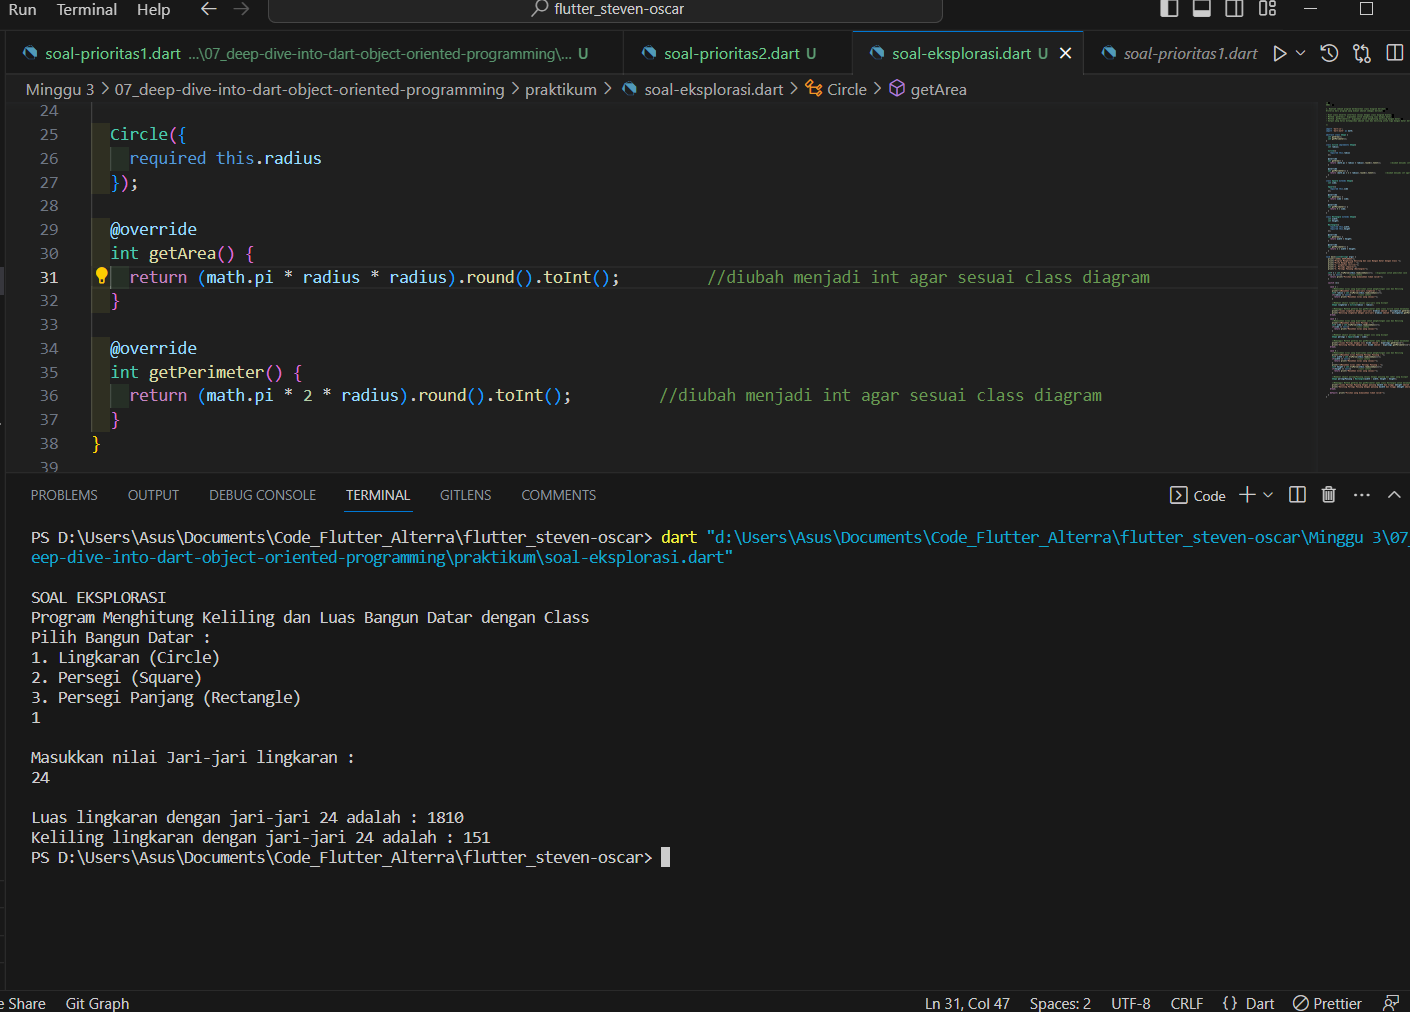 Run Terminal Help flutter_steven-oscar
soal-prioritas1.dart ...\07_deep-dive-into-dart-object-oriented-programming\... U soal-prioritas2.dart U soal-eksplorasi.dart U soal-prioritas1.dart
Minggu 3 > 07_deep-dive-into-dart-object-oriented-programming > praktikum > soal-eksplorasi.dart > Circle > getArea
24
25 Circle({
26 required this.radius
27 });
28
29 @override
30 int getArea() {
31 return (math.pi * radius * radius).round().toInt(); //diubah menjadi int agar sesuai class diagram
32 }
33
34 @override
35 int getPerimeter() {
36 return (math.pi * 2 * radius).round().toInt(); //diubah menjadi int agar sesuai class diagram
37 }
38 }
39
PROBLEMS OUTPUT DEBUG CONSOLE TERMINAL GITLENS COMMENTS Code
PS D:\Users\Asus\Documents\Code_Flutter_Alterra\flutter_steven-oscar> dart "d:\Users\Asus\Documents\Code_Flutter_Alterra\flutter_steven-oscar\Minggu 3\07_
eep-dive-into-dart-object-oriented-programming\praktikum\soal-eksplorasi.dart"
SOAL EKSPLORASI
Program Menghitung Keliling dan Luas Bangun Datar dengan Class
Pilih Bangun Datar :
1. Lingkaran (Circle)
2. Persegi (Square)
3. Persegi Panjang (Rectangle)
1
Masukkan nilai Jari-jari lingkaran :
24
Luas lingkaran dengan jari-jari 24 adalah : 1810
Keliling lingkaran dengan jari-jari 24 adalah : 151
PS D:\Users\Asus\Documents\Code_Flutter_Alterra\flutter_steven-oscar>
e Share Git Graph Ln 31, Col 47 Spaces: 2 UTF-8 CRLF {} Dart Prettier